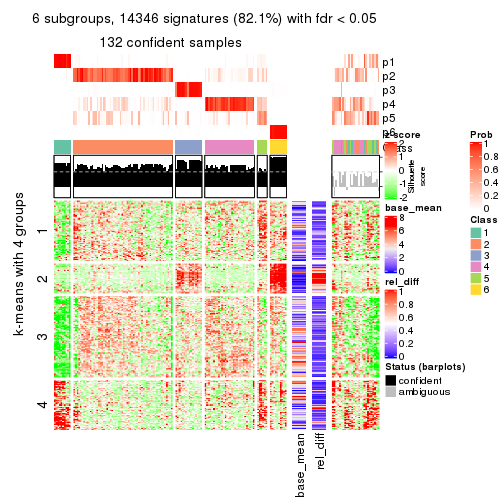 6 subgroups, 14346 signatures (82.1%) with fdr < 0.05
132 confident samples
p1
p2
p3
p4
p5
p6
Class
z-score
2
1
0
-1
-2
Silhouette
score
k-means with 4 groups
1
2
3
4
base_mean
rel_diff
base_mean
8
6
4
2
0
rel_diff
1
0.8
0.6
0.4
0.2
0
Status (barplots)
confident
ambiguous
Prob
1
0.8
0.6
0.4
0.2
0
Class
1
2
3
4
5
6